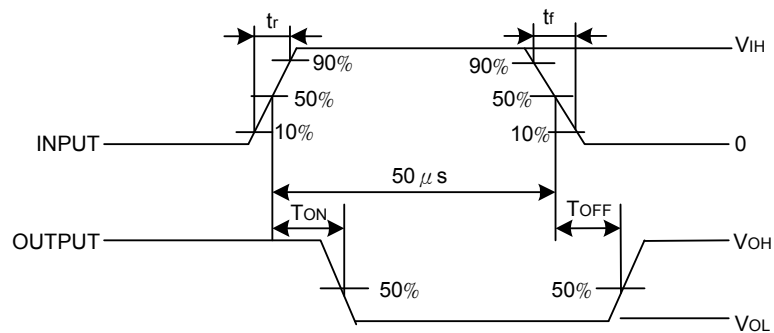 tr
tf
VIH
90%
90%
50%
50%
10%
10%
INPUT
0
50 μs
TON
TOFF
OUTPUT
VOH
50%
50%
VOL